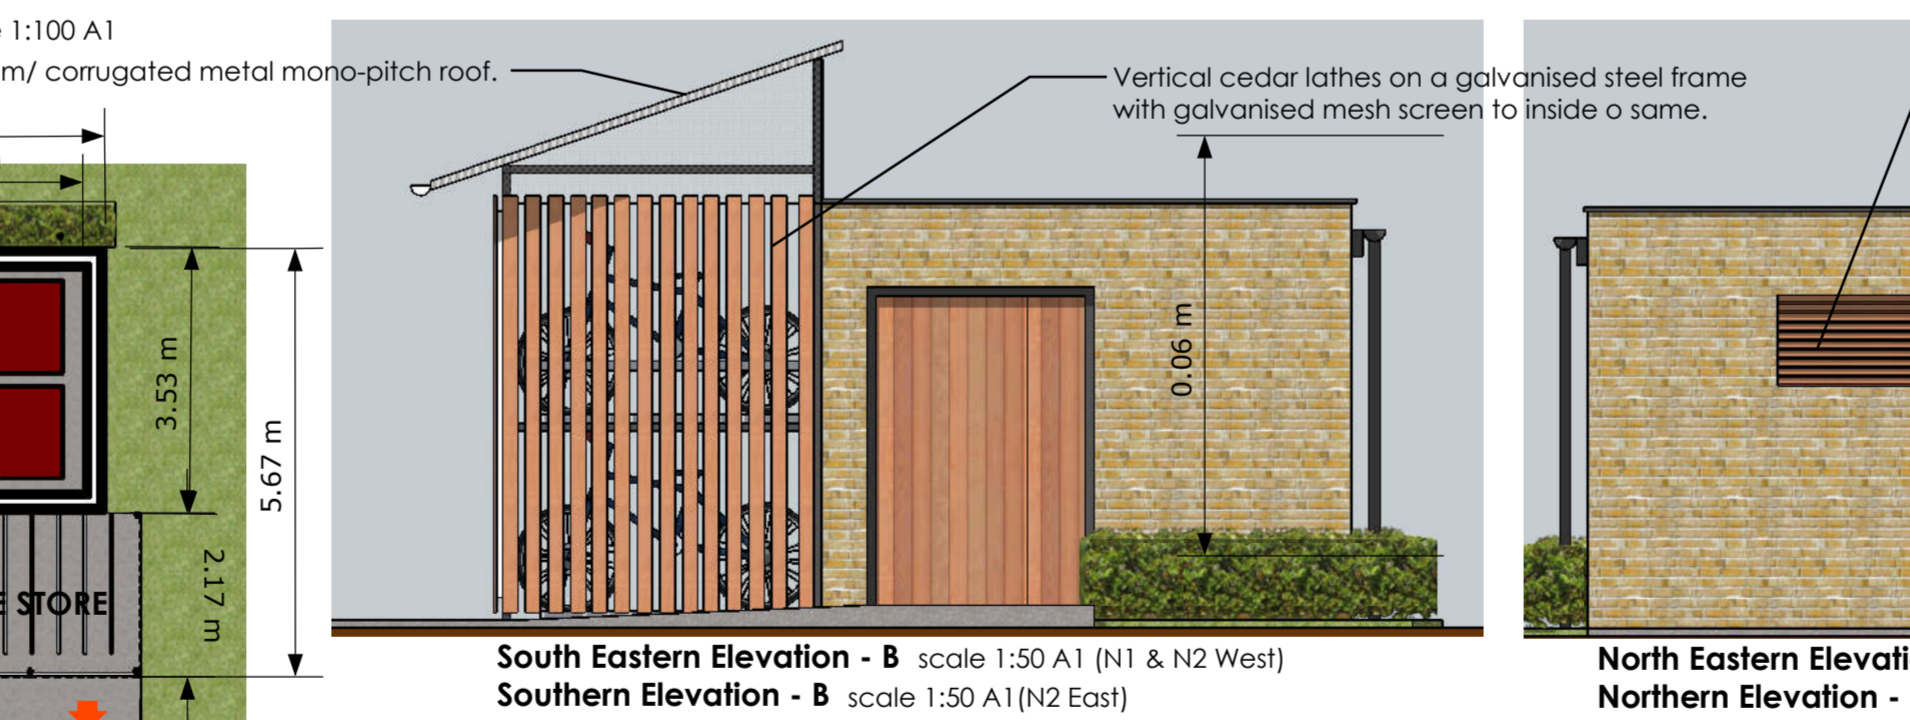 1:100 A1
m/ corrugated metal mono-pitch roof.
Vertical cedar lathes on a galvanised steel frame
with galvanised mesh screen to inside o same.
3.53 m
5.67 m
2.17 m
STORE
0.06 m
South Eastern Elevation - B scale 1:50 A1 (N1 & N2 West)
Southern Elevation - B scale 1:50 A1(N2 East)
North Eastern Elevati
Northern Elevation -